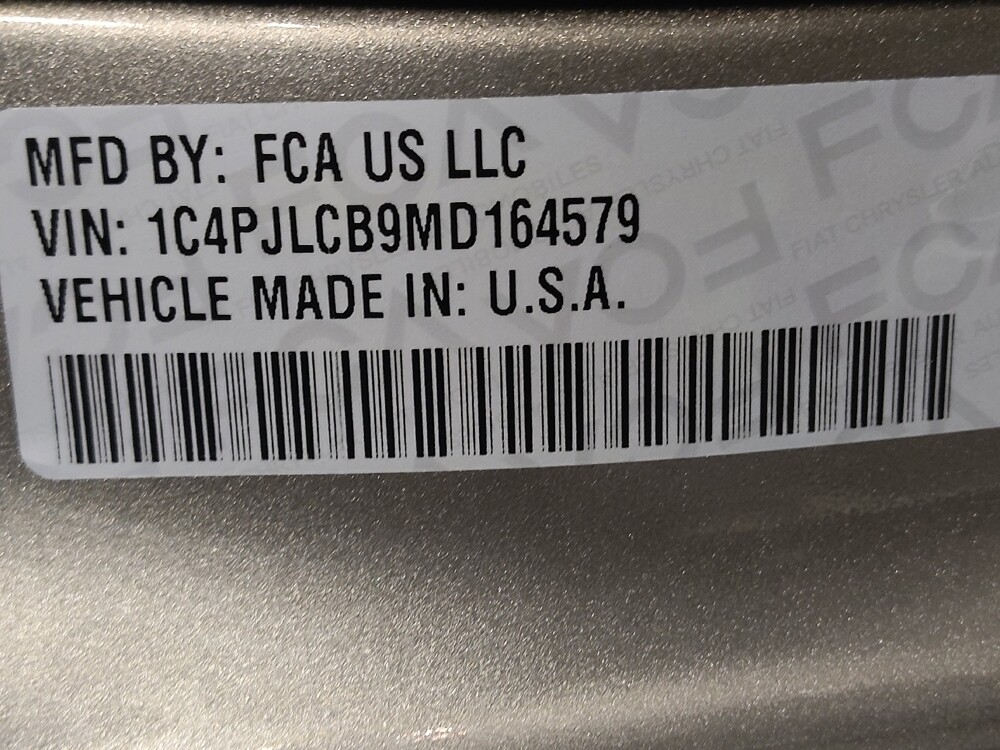 MFD BY: FCA US LLC
VIN: 1C4PJLCB9MD164579
VEHICLE MADE IN: U.S.A.